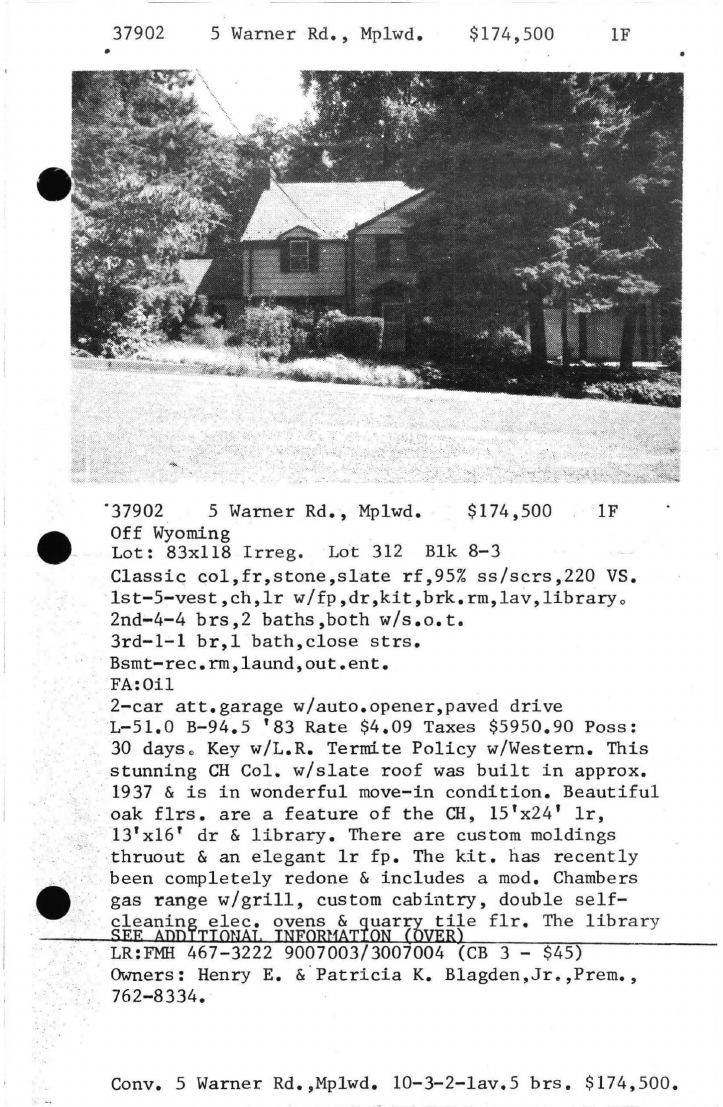 37902 5 Warner Rd., Mplwd. $174,500 1F
37902 5 Warner Rd., Mplwd. $174,500 1F
Off Wyoming
Lot: 83x118 Irreg. Lot 312 Blk 8-3
Classic col,fr,stone,slate rf,95% ss/scrs,220 VS.
1st-5-vest,ch,lr w/fp,dr,kit,brk.rm,lav,library.
2nd-4-4 brs,2 baths,both w/s.o.t.
3rd-1-1 br,1 bath,close strs.
Bsmt-rec.rm,laund,out.ent.
FA:Oil
2-car att.garage w/auto.opener,paved drive
L-51.0 B-94.5 '83 Rate $4.09 Taxes $5950.90 Poss:
30 days. Key w/L.R. Termite Policy w/Western. This
stunning CH Col. w/slate roof was built in approx.
1937 & is in wonderful move-in condition. Beautiful
oak flrs. are a feature of the CH, 15'x24' lr,
13'x16' dr & library. There are custom moldings
thruout & an elegant lr fp. The kit. has recently
been completely redone & includes a mod. Chambers
gas range w/grill, custom cabintry, double self-
cleaning elec. ovens & quarry tile flr. The library
SEE ADDITIONAL INFORMATION (OVER)
LR:FMH 467-3222 9007003/3007004 (CB 3 - $45)
Owners: Henry E. & Patricia K. Blagden,Jr.,Prem.,
762-8334.
Conv. 5 Warner Rd.,Mplwd. 10-3-2-lav.5 brs. $174,500.